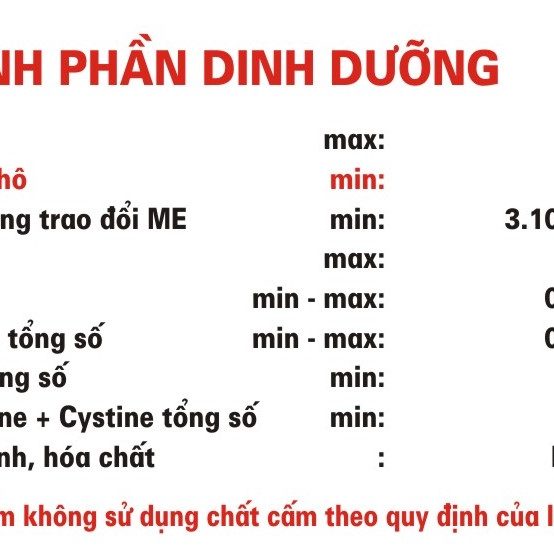 NH PHẦN DINH DƯỠNG
max:
hô min:
ng trao đổi ME min: 3.10
max:
min - max: 0
tổng số min - max: 0
ng số min:
ne + Cystine tổng số min:
nh, hóa chất :
m không sử dụng chất cấm theo quy định của